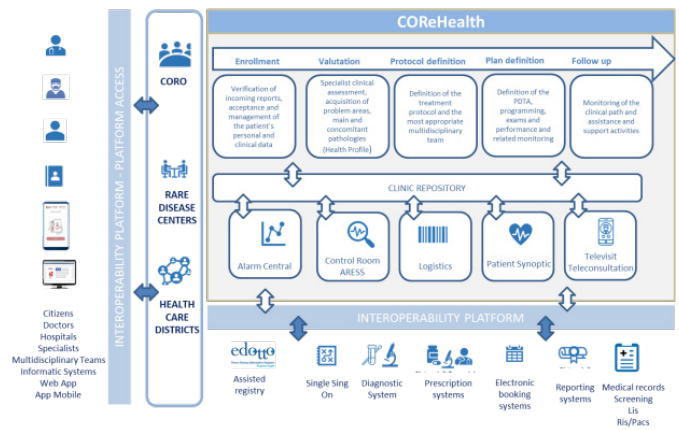 COReHealth
Enrollment
Valutation
Protocol definition
Plan definition
Follow up
Verification of
incoming reports,
acceptance and
management of
the patient's
personal and
clinical data
Specialist clinical
assessment,
acquisition of
problem areas,
main and
concomitant
pathologies
(Health Profile)
Definition of the
treatment
protocol and the
most appropriate
multidisciplinary
team
Definition of the
PDTA,
programming,
exams and
performance and
related monitoring
Monitoring of the
clinical path and
assistance and
support activities
CLINIC REPOSITORY
Alarm Central
Control Room
ARESS
Logistics
Patient Synoptic
Televisit
Teleconsultation
INTEROPERABILITY PLATFORM
edotto
Assisted
registry
Single Sing
On
Diagnostic
System
Prescription
systems
Electronic
booking
systems
Reporting
systems
Medical records
Screening
Lis
Ris/Pacs
CORO
RARE
DISEASE
CENTERS
HEALTH
CARE
DISTRICTS
INTEROPERABILITY PLATFORM - PLATFORM ACCESS
Citizens
Doctors
Hospitals
Specialists
Multidisciplinary Teams
Informatic Systems
Web App
App Mobile